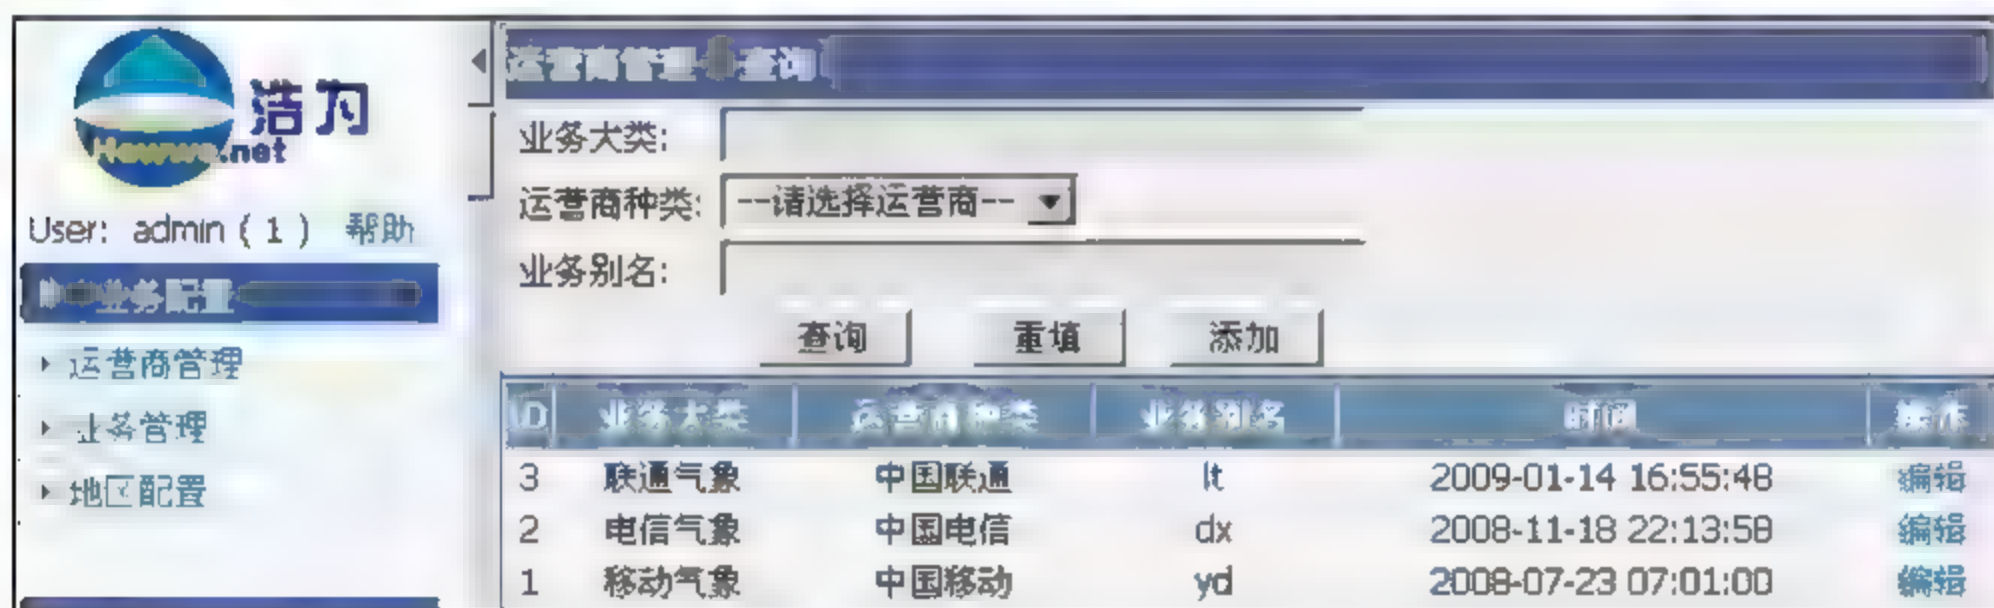 浩为
Hawwe.net
User: admin ( 1 ) 帮助
业务配置
运营商管理
业务管理
地区配置
运营商管理 查询
业务大类:
运营商种类: --请选择运营商--
业务别名:
查询 重填 添加
ID 业务大类 运营商种类 业务别名 时间 操作
3 联通气象 中国联通 lt 2009-01-14 16:55:48 编辑
2 电信气象 中国电信 dx 2008-11-18 22:13:58 编辑
1 移动气象 中国移动 yd 2008-07-23 07:01:00 编辑